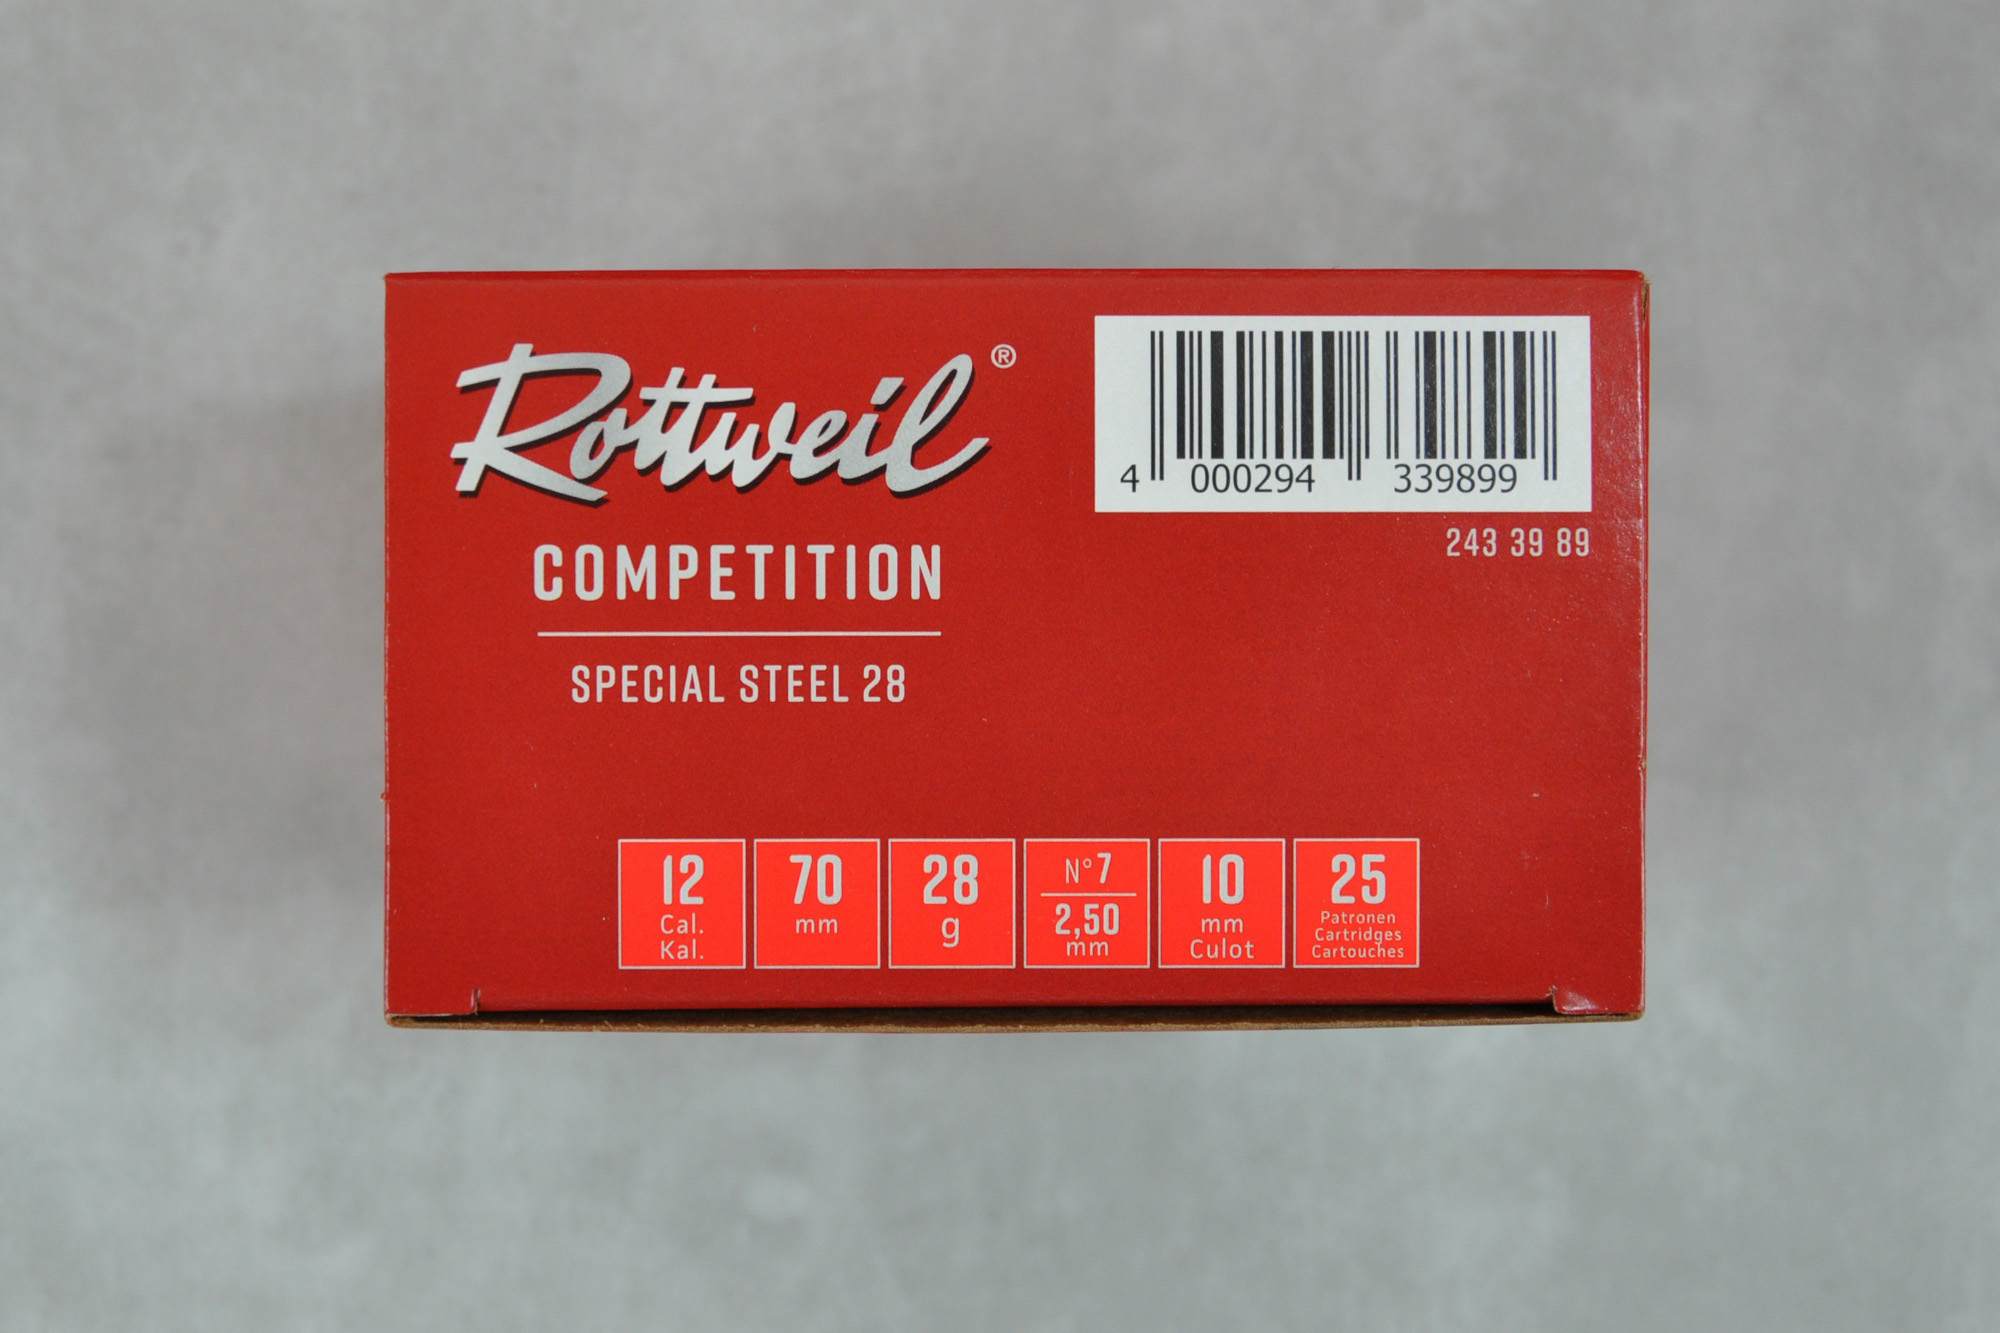 Rottweil®
COMPETITION
SPECIAL STEEL 28
4 000294 339899
243 39 89
12
Cal.
Kal.
70
mm
28
g
N°7
2,50
mm
10
mm
Culot
25
Patronen
Cartridges
Cartouches